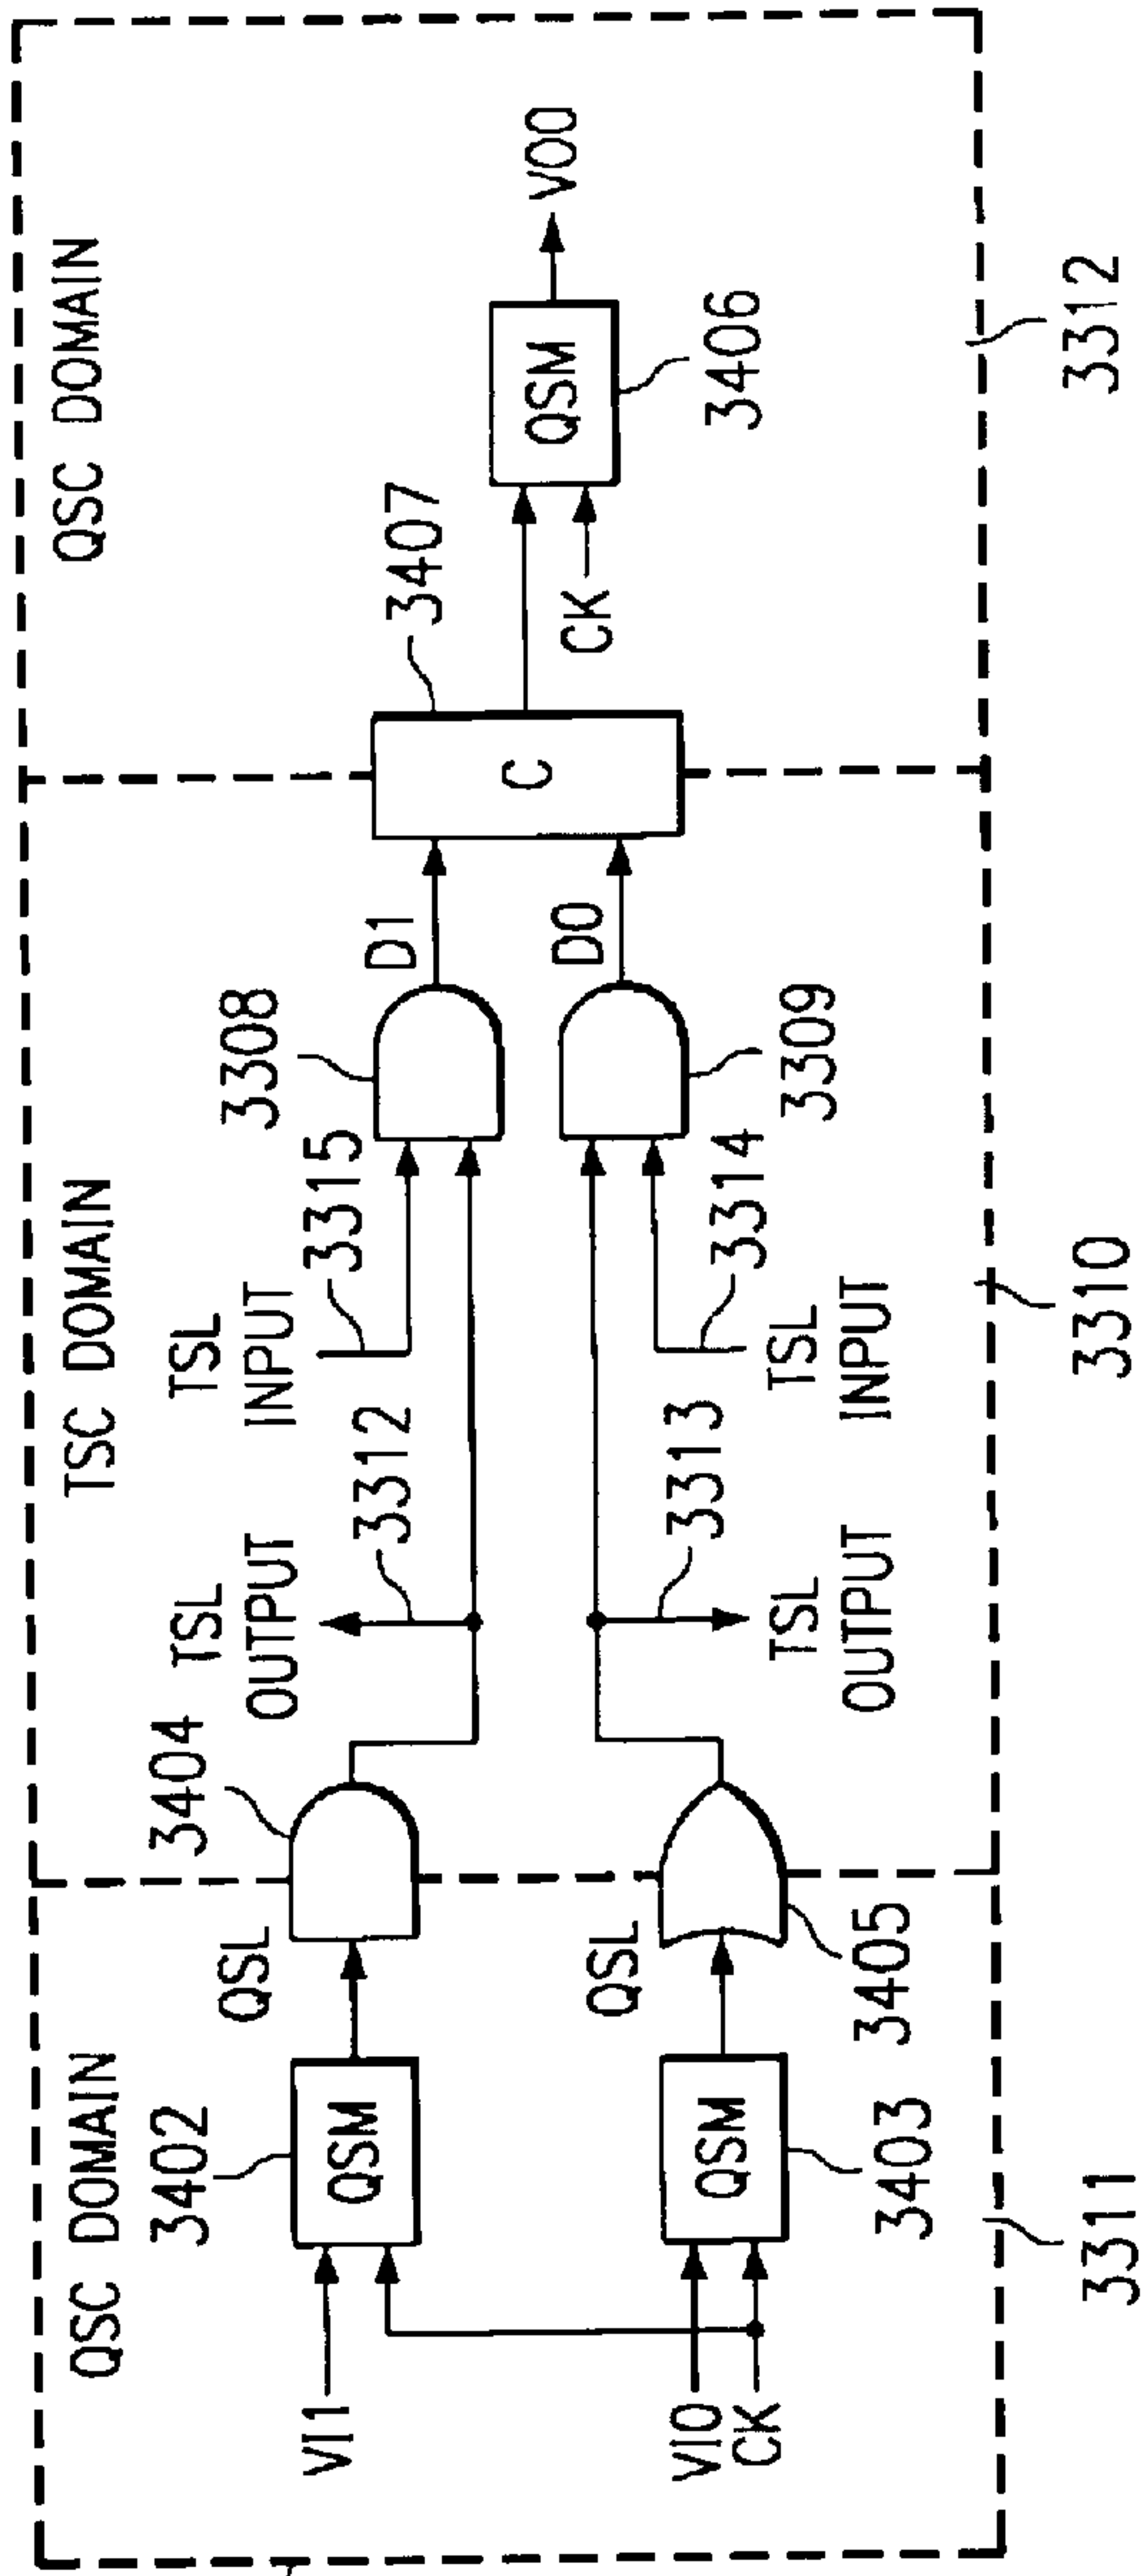 QSC DOMAIN
TSC DOMAIN
QSC DOMAIN
3402
QSL
3404
TSL
OUTPUT
3312
TSL
INPUT
3315
3308
D1
3407
VI1
QSM
C
QSM
VO0
CK
3406
VI0
CK
QSM
3403
QSL
3405
3313
TSL
OUTPUT
3314
TSL
INPUT
3309
D0
3311
3310
3312